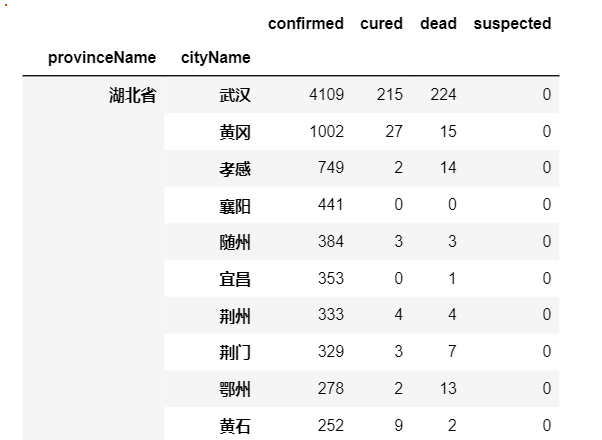 confirmed cured dead suspected
provinceName cityName
湖北省 武汉 4109 215 224 0
黄冈 1002 27 15 0
孝感 749 2 14 0
襄阳 441 0 0 0
随州 384 3 3 0
宜昌 353 0 1 0
荆州 333 4 4 0
荆门 329 3 7 0
鄂州 278 2 13 0
黄石 252 9 2 0